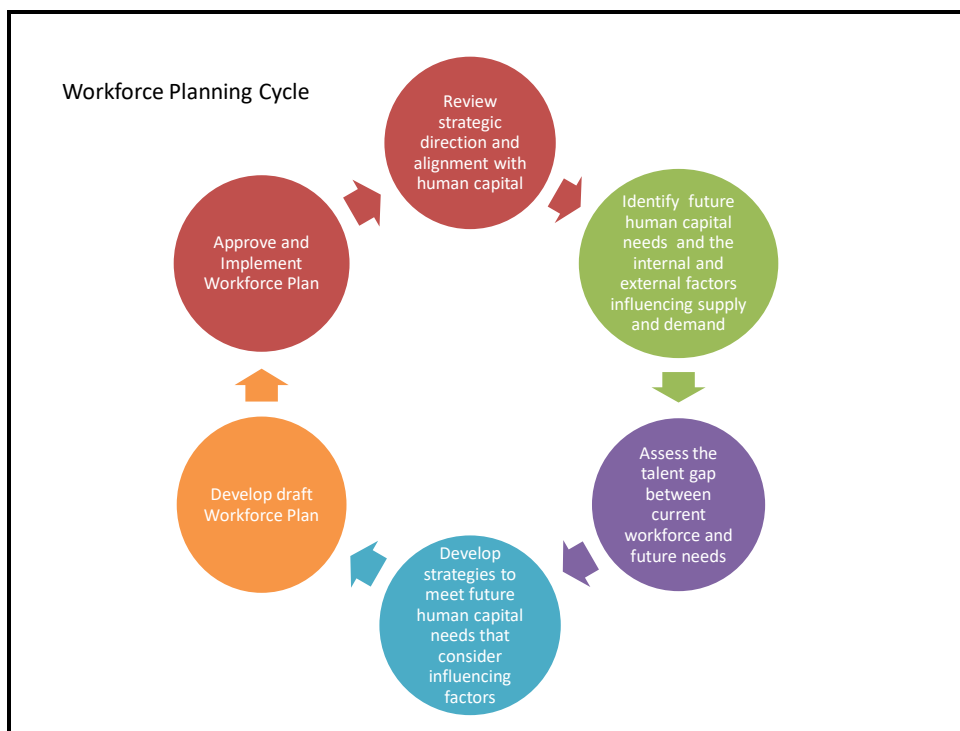 Workforce Planning Cycle
Review
strategic
direction and
alignment with
human capital
Identify future
human capital
needs and the
internal and
external factors
influencing supply
and demand
Assess the
talent gap
between
current
workforce and
future needs
Develop
strategies to
meet future
human capital
needs that
consider
influencing
factors
Develop draft
Workforce Plan
Approve and
Implement
Workforce Plan